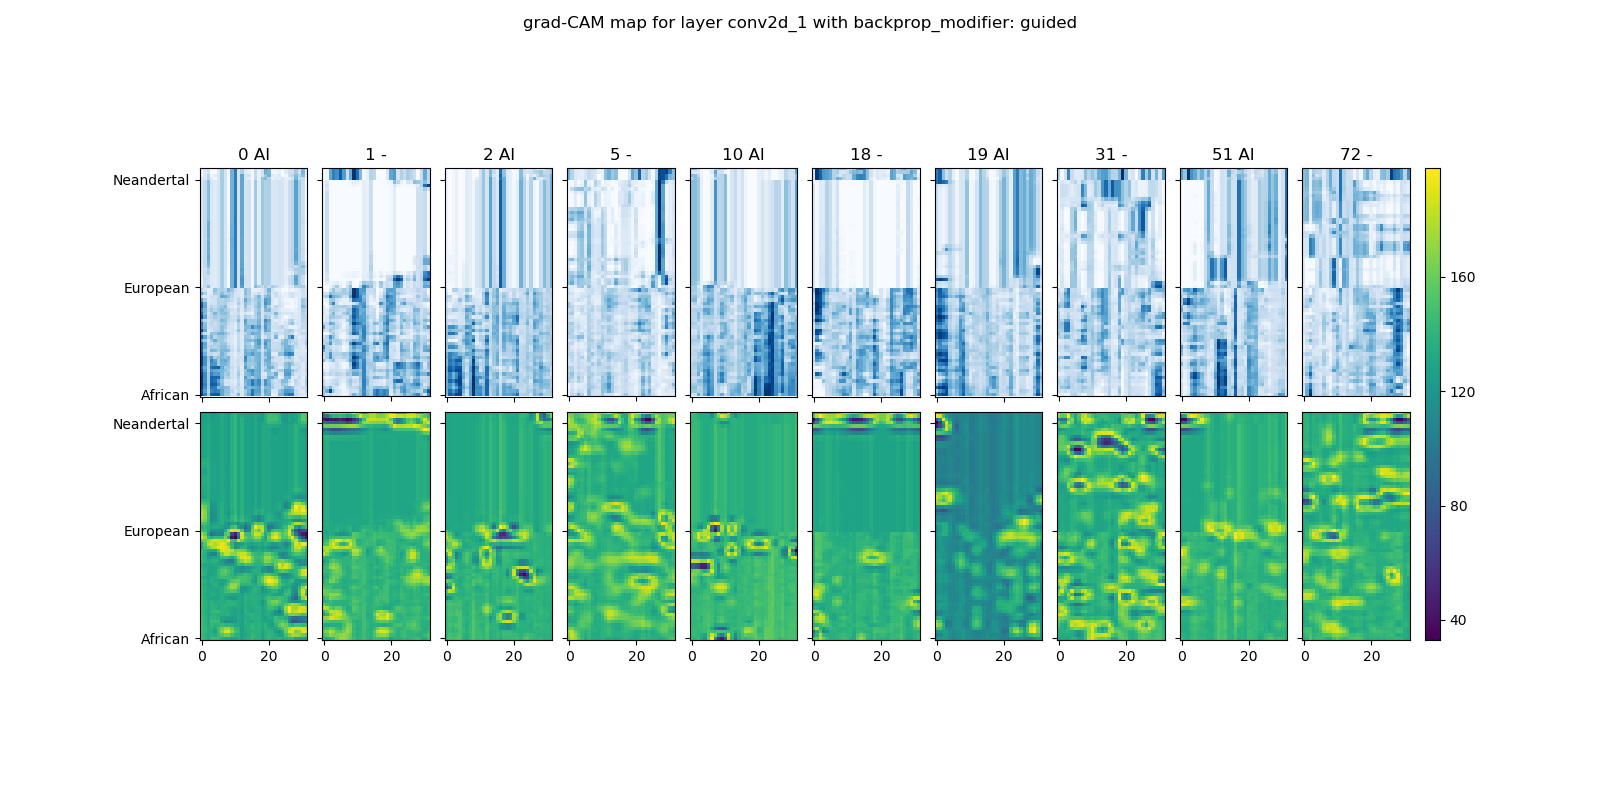 grad-CAM map for layer conv2d_1 with backprop_modifier: guided
0 AI 1 - 2 AI 5 - 10 AI 18 - 19 AI 31 - 51 AI 72 -
Neandertal
European
African
Neandertal
European
African
0 20 0 20 0 20 0 20 0 20 0 20 0 20 0 20 0 20 0 20
160
120
80
40